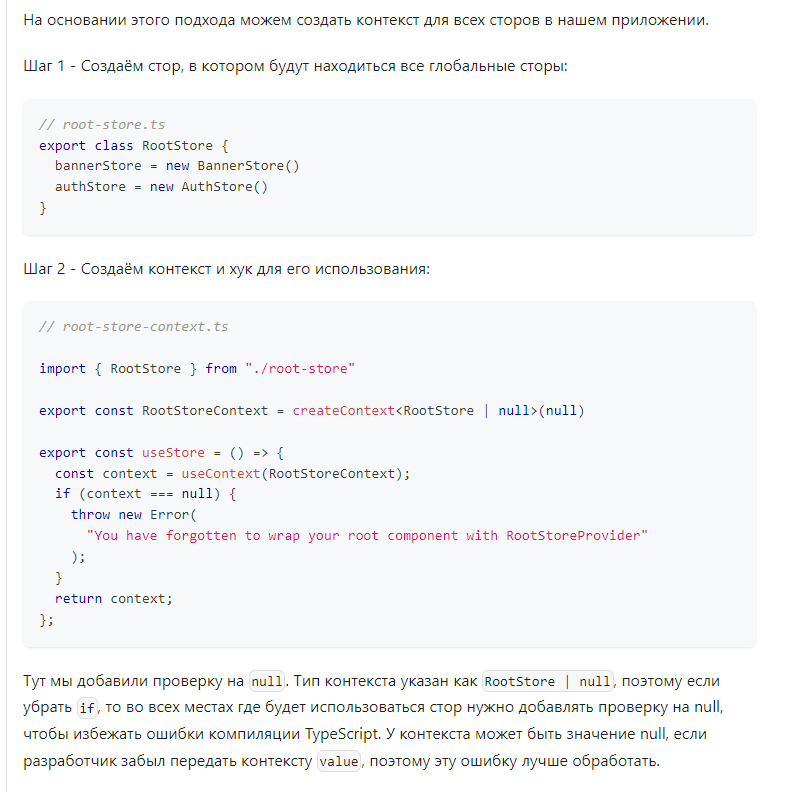 На основании этого подхода можем создать контекст для всех сторов в нашем приложении.
Шаг 1 - Создаём стор, в котором будут находиться все глобальные сторы:
// root-store.ts
export class RootStore {
  bannerStore = new BannerStore()
  authStore = new AuthStore()
}
Шаг 2 - Создаём контекст и хук для его использования:
// root-store-context.ts
import { RootStore } from "./root-store"
export const RootStoreContext = createContext<RootStore | null>(null)
export const useStore = () => {
  const context = useContext(RootStoreContext);
  if (context === null) {
    throw new Error(
      "You have forgotten to wrap your root component with RootStoreProvider"
    );
  }
  return context;
};
Тут мы добавили проверку на null. Тип контекста указан как RootStore | null, поэтому если
убрать if, то во всех местах где будет использоваться стор нужно добавлять проверку на null,
чтобы избежать ошибки компиляции TypeScript. У контекста может быть значение null, если
разработчик забыл передать контексту value, поэтому эту ошибку лучше обработать.